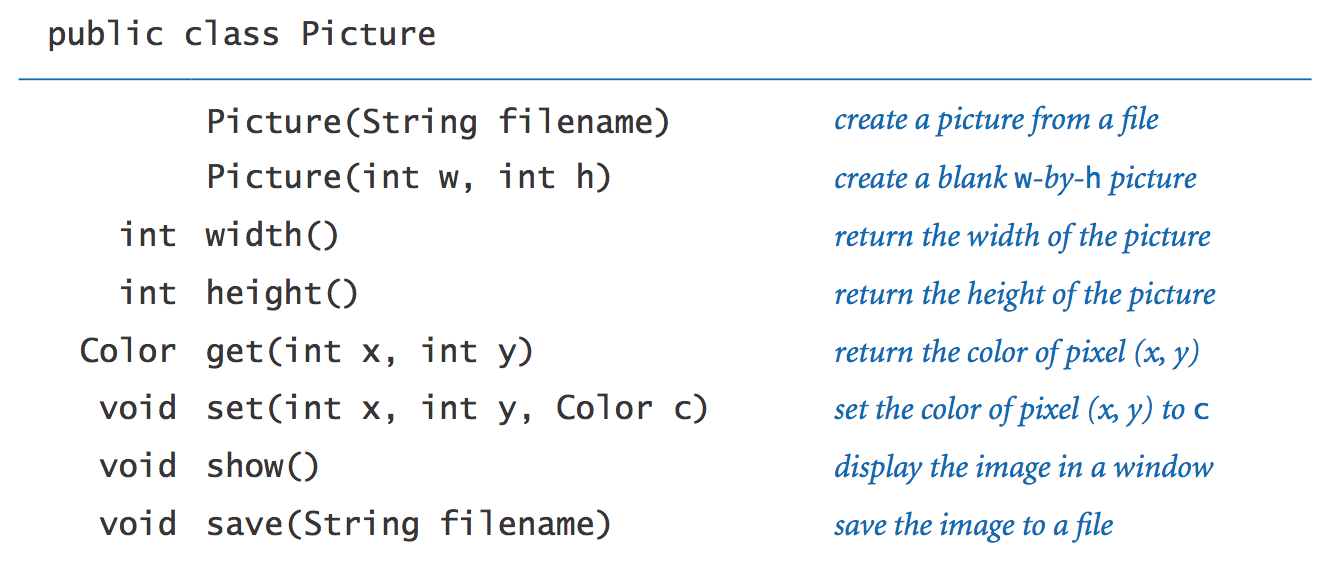 public class Picture
Picture(String filename) create a picture from a file
Picture(int w, int h) create a blank w-by-h picture
int width() return the width of the picture
int height() return the height of the picture
Color get(int x, int y) return the color of pixel (x, y)
void set(int x, int y, Color c) set the color of pixel (x, y) to c
void show() display the image in a window
void save(String filename) save the image to a file